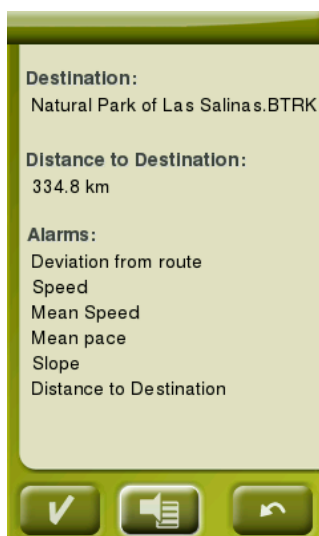 Destination:
Natural Park of Las Salinas.BTRK
Distance to Destination:
334.8 km
Alarms:
Deviation from route
Speed
Mean Speed
Mean pace
Slope
Distance to Destination